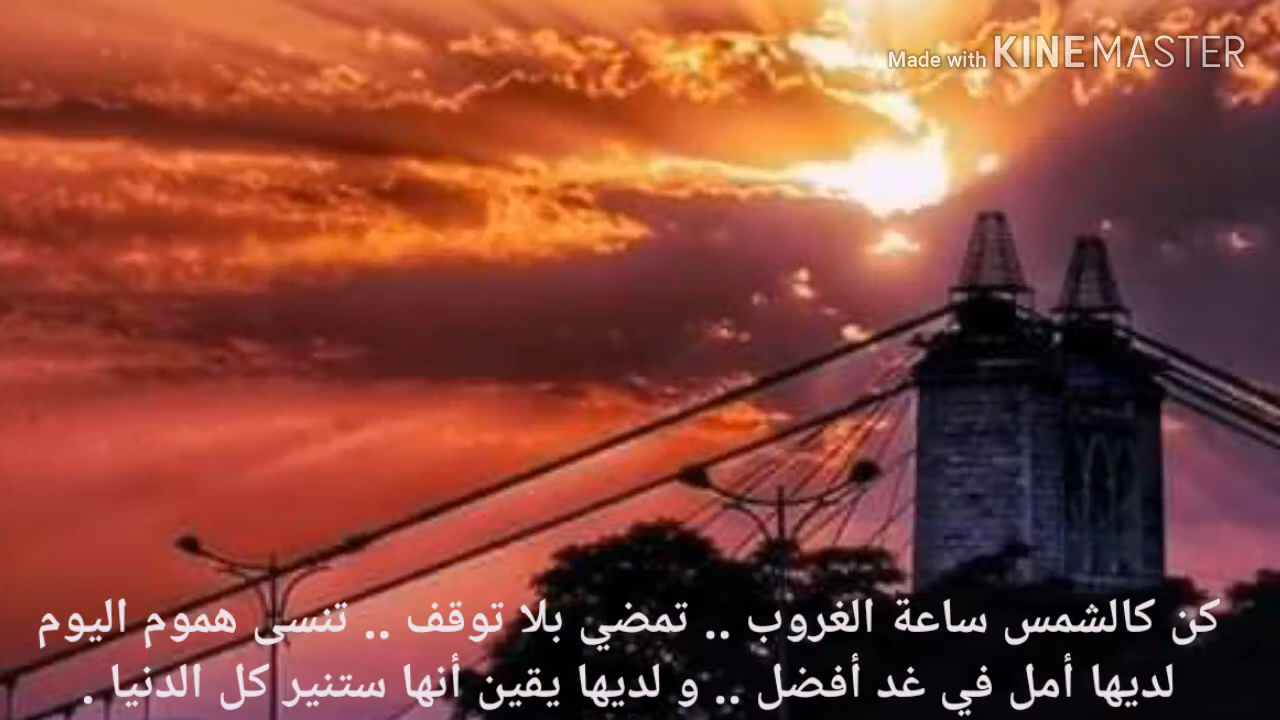 Made with KINEMASTER
كن كالشمس ساعة الغروب .. تمضي بلا توقف .. تنسى هموم اليوم
لديها أمل في غد أفضل .. و لديها يقين أنها ستنير كل الدنيا .